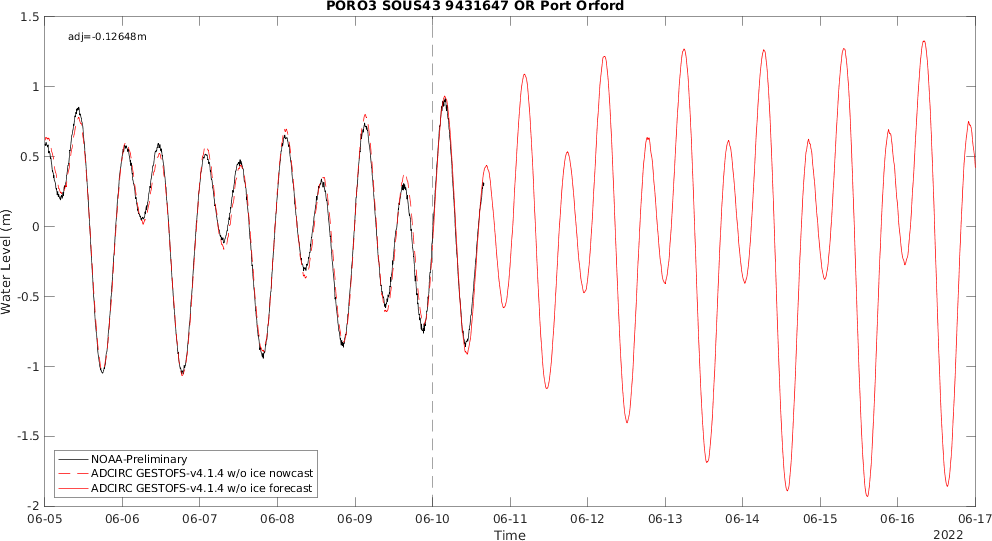 PORO3 SOUS43 9431647 OR Port Orford
adj=-0.12648m
1.5
1
0.5
0
-0.5
-1
-1.5
-2
Water Level (m)
NOAA-Preliminary
ADCIRC GESTOFS-v4.1.4 w/o ice nowcast
ADCIRC GESTOFS-v4.1.4 w/o ice forecast
06-05 06-06 06-07 06-08 06-09 06-10 06-11 06-12 06-13 06-14 06-15 06-16 06-17
Time
2022